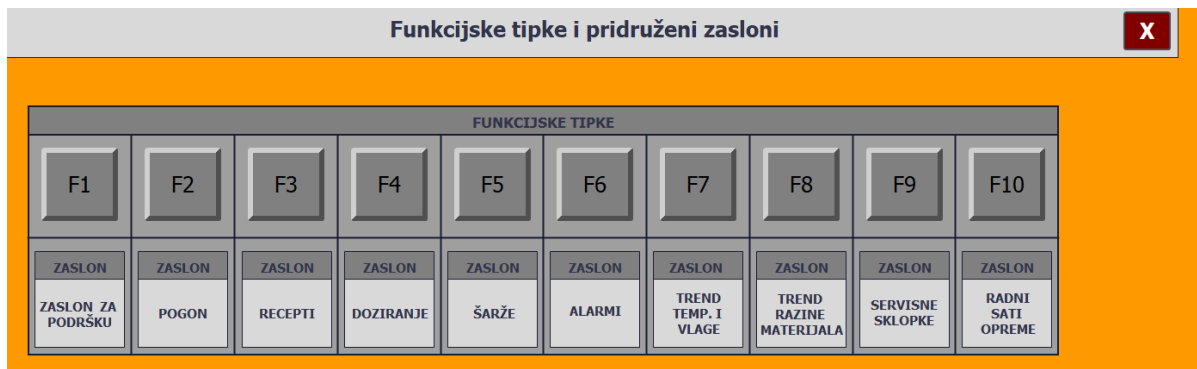 Funkcijske tipke i pridruženi zasloni
X
FUNKCIJSKE TIPKE
F1 F2 F3 F4 F5 F6 F7 F8 F9 F10
ZASLON ZASLON ZASLON ZASLON ZASLON ZASLON ZASLON ZASLON ZASLON ZASLON
ZASLON ZA
PODRŠKU
POGON
RECEPTI
DOZIRANJE
ŠARŽE
ALARMI
TREND
TEMP. I
VLAGE
TREND
RAZINE
MATERIJALA
SERVISNE
SKLOPKE
RADNI
SATI
OPREME